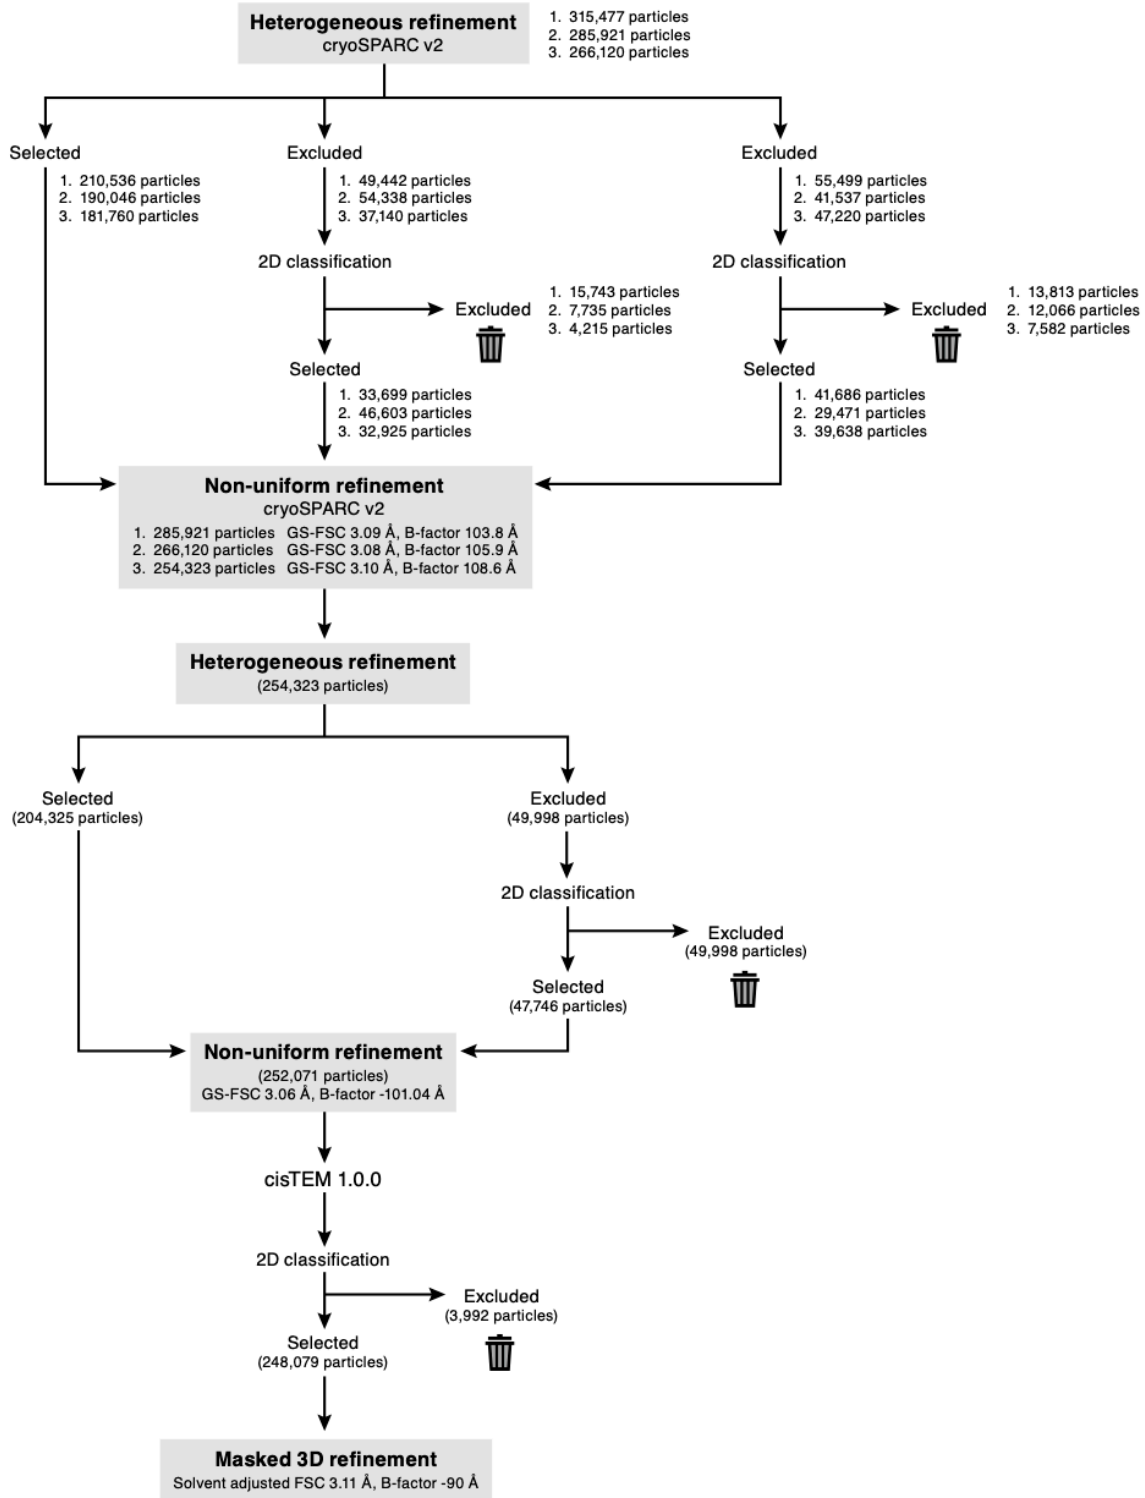 Heterogeneous refinement
cryoSPARC v2
1. 315,477 particles
2. 285,921 particles
3. 266,120 particles
Selected
1. 210,536 particles
2. 190,046 particles
3. 181,760 particles
Excluded
1. 49,442 particles
2. 54,338 particles
3. 37,140 particles
2D classification
Excluded
1. 15,743 particles
2. 7,735 particles
3. 4,215 particles
Selected
1. 33,699 particles
2. 46,603 particles
3. 32,925 particles
Excluded
1. 55,499 particles
2. 41,537 particles
3. 47,220 particles
2D classification
Excluded
1. 13,813 particles
2. 12,066 particles
3. 7,582 particles
Selected
1. 41,686 particles
2. 29,471 particles
3. 39,638 particles
Non-uniform refinement
cryoSPARC v2
1. 285,921 particles GS-FSC 3.09 Å, B-factor 103.8 Å
2. 266,120 particles GS-FSC 3.08 Å, B-factor 105.9 Å
3. 254,323 particles GS-FSC 3.10 Å, B-factor 108.6 Å
Heterogeneous refinement
(254,323 particles)
Selected
(204,325 particles)
Excluded
(49,998 particles)
2D classification
Excluded
(49,998 particles)
Selected
(47,746 particles)
Non-uniform refinement
(252,071 particles)
GS-FSC 3.06 Å, B-factor -101.04 Å
cisTEM 1.0.0
2D classification
Excluded
(3,992 particles)
Selected
(248,079 particles)
Masked 3D refinement
Solvent adjusted FSC 3.11 Å, B-factor -90 Å